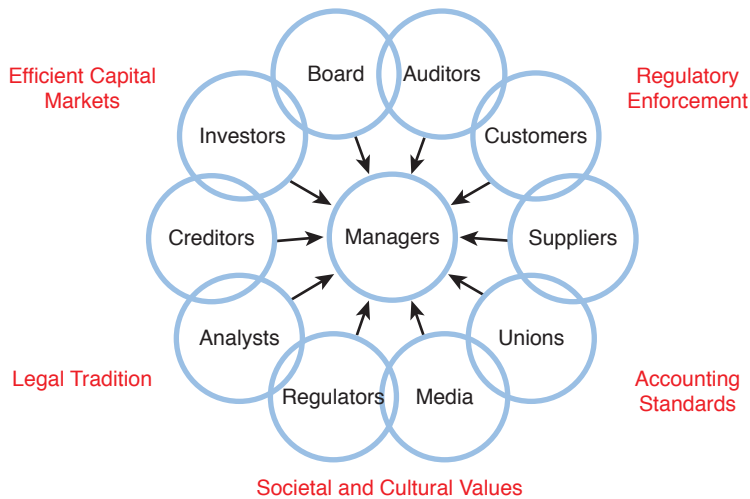 Board
Auditors
Efficient Capital
Markets
Regulatory
Enforcement
Investors
Customers
Creditors
Managers
Suppliers
Analysts
Unions
Legal Tradition
Regulators
Media
Accounting
Standards
Societal and Cultural Values